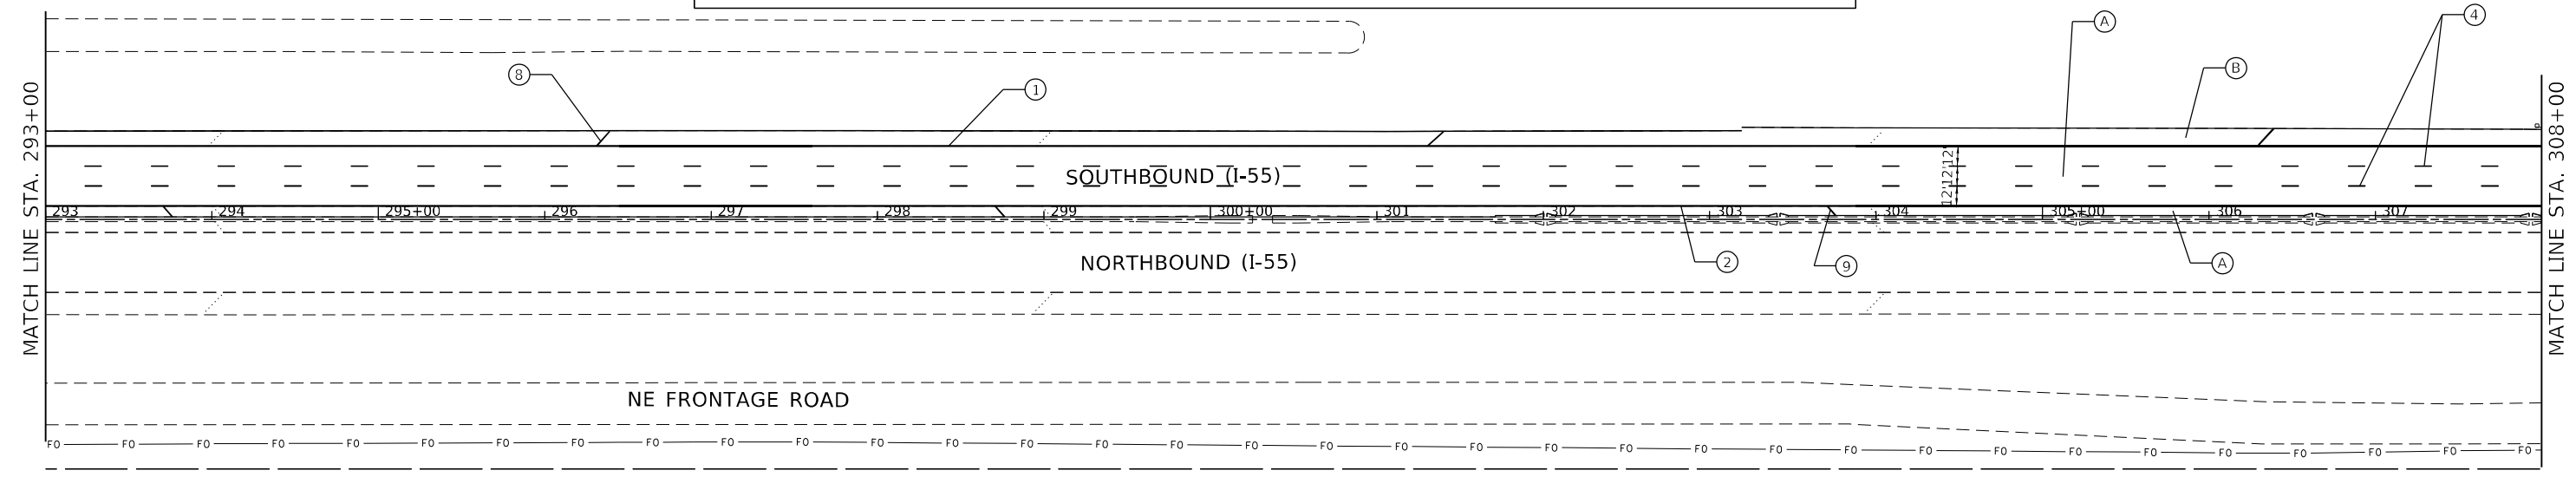 MATCH LINE STA. 293+00
MATCH LINE STA. 308+00
8
1
A
B
4
SOUTHBOUND (I-55)
12'
12'
12'
293
294
295+00
296
297
298
299
300+00
301
302
303
304
305+00
306
307
2
9
A
NORTHBOUND (I-55)
NE FRONTAGE ROAD
FO FO FO FO FO FO FO FO FO FO FO FO FO FO FO FO FO FO FO FO FO FO FO FO FO FO FO FO FO FO FO FO FO FO